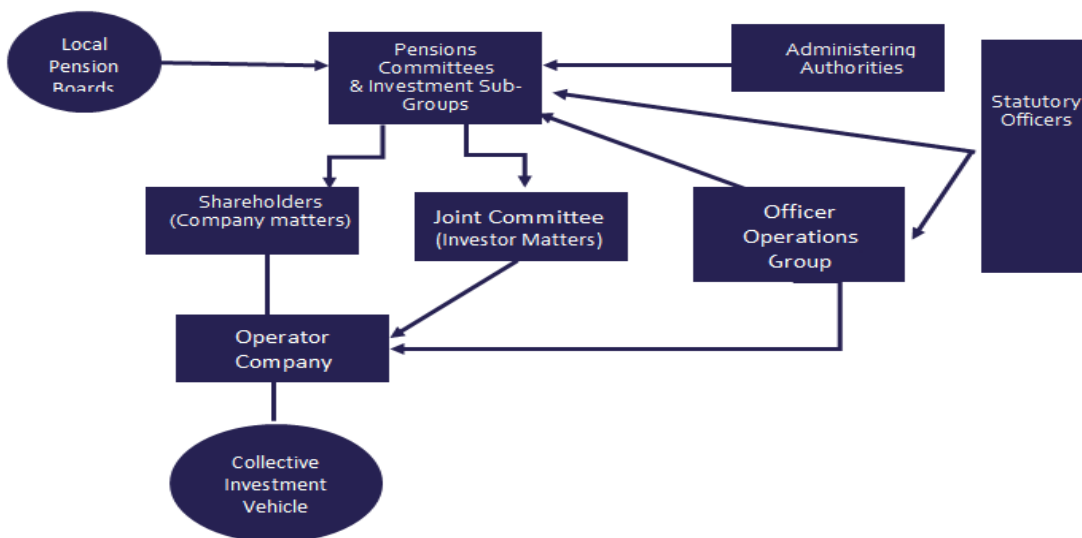 Local
Pension
Boards
Pensions
Committees
& Investment Sub-
Groups
Administering
Authorities
Statutory
Officers
Shareholders
(Company matters)
Joint Committee
(Investor Matters)
Officer
Operations
Group
Operator
Company
Collective
Investment
Vehicle